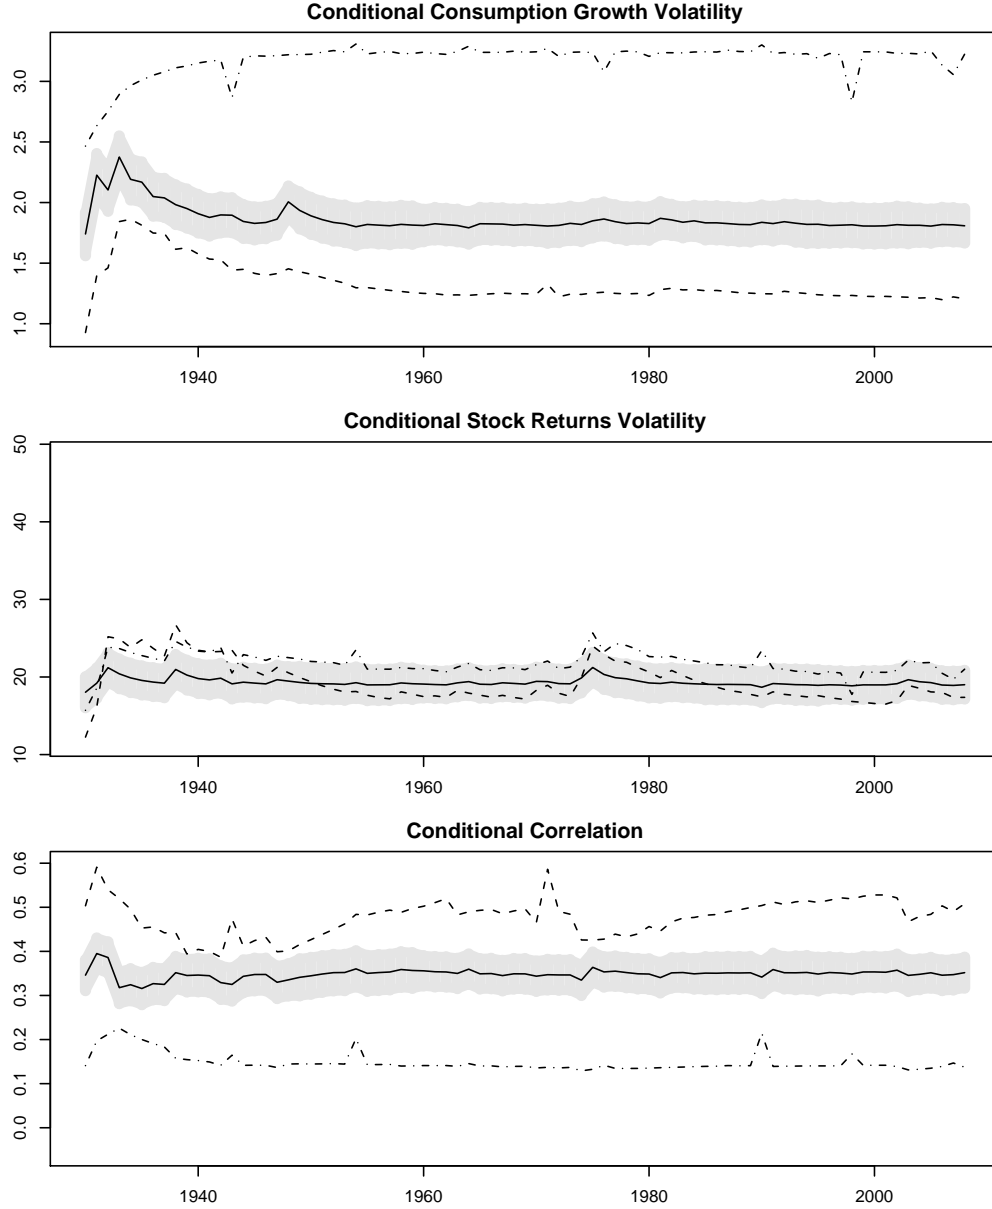 Conditional Consumption Growth Volatility
3.0
2.5
2.0
1.5
1.0
1940 1960 1980 2000
Conditional Stock Returns Volatility
50
40
30
20
10
1940 1960 1980 2000
Conditional Correlation
0.6
0.5
0.4
0.3
0.2
0.1
0.0
1940 1960 1980 2000